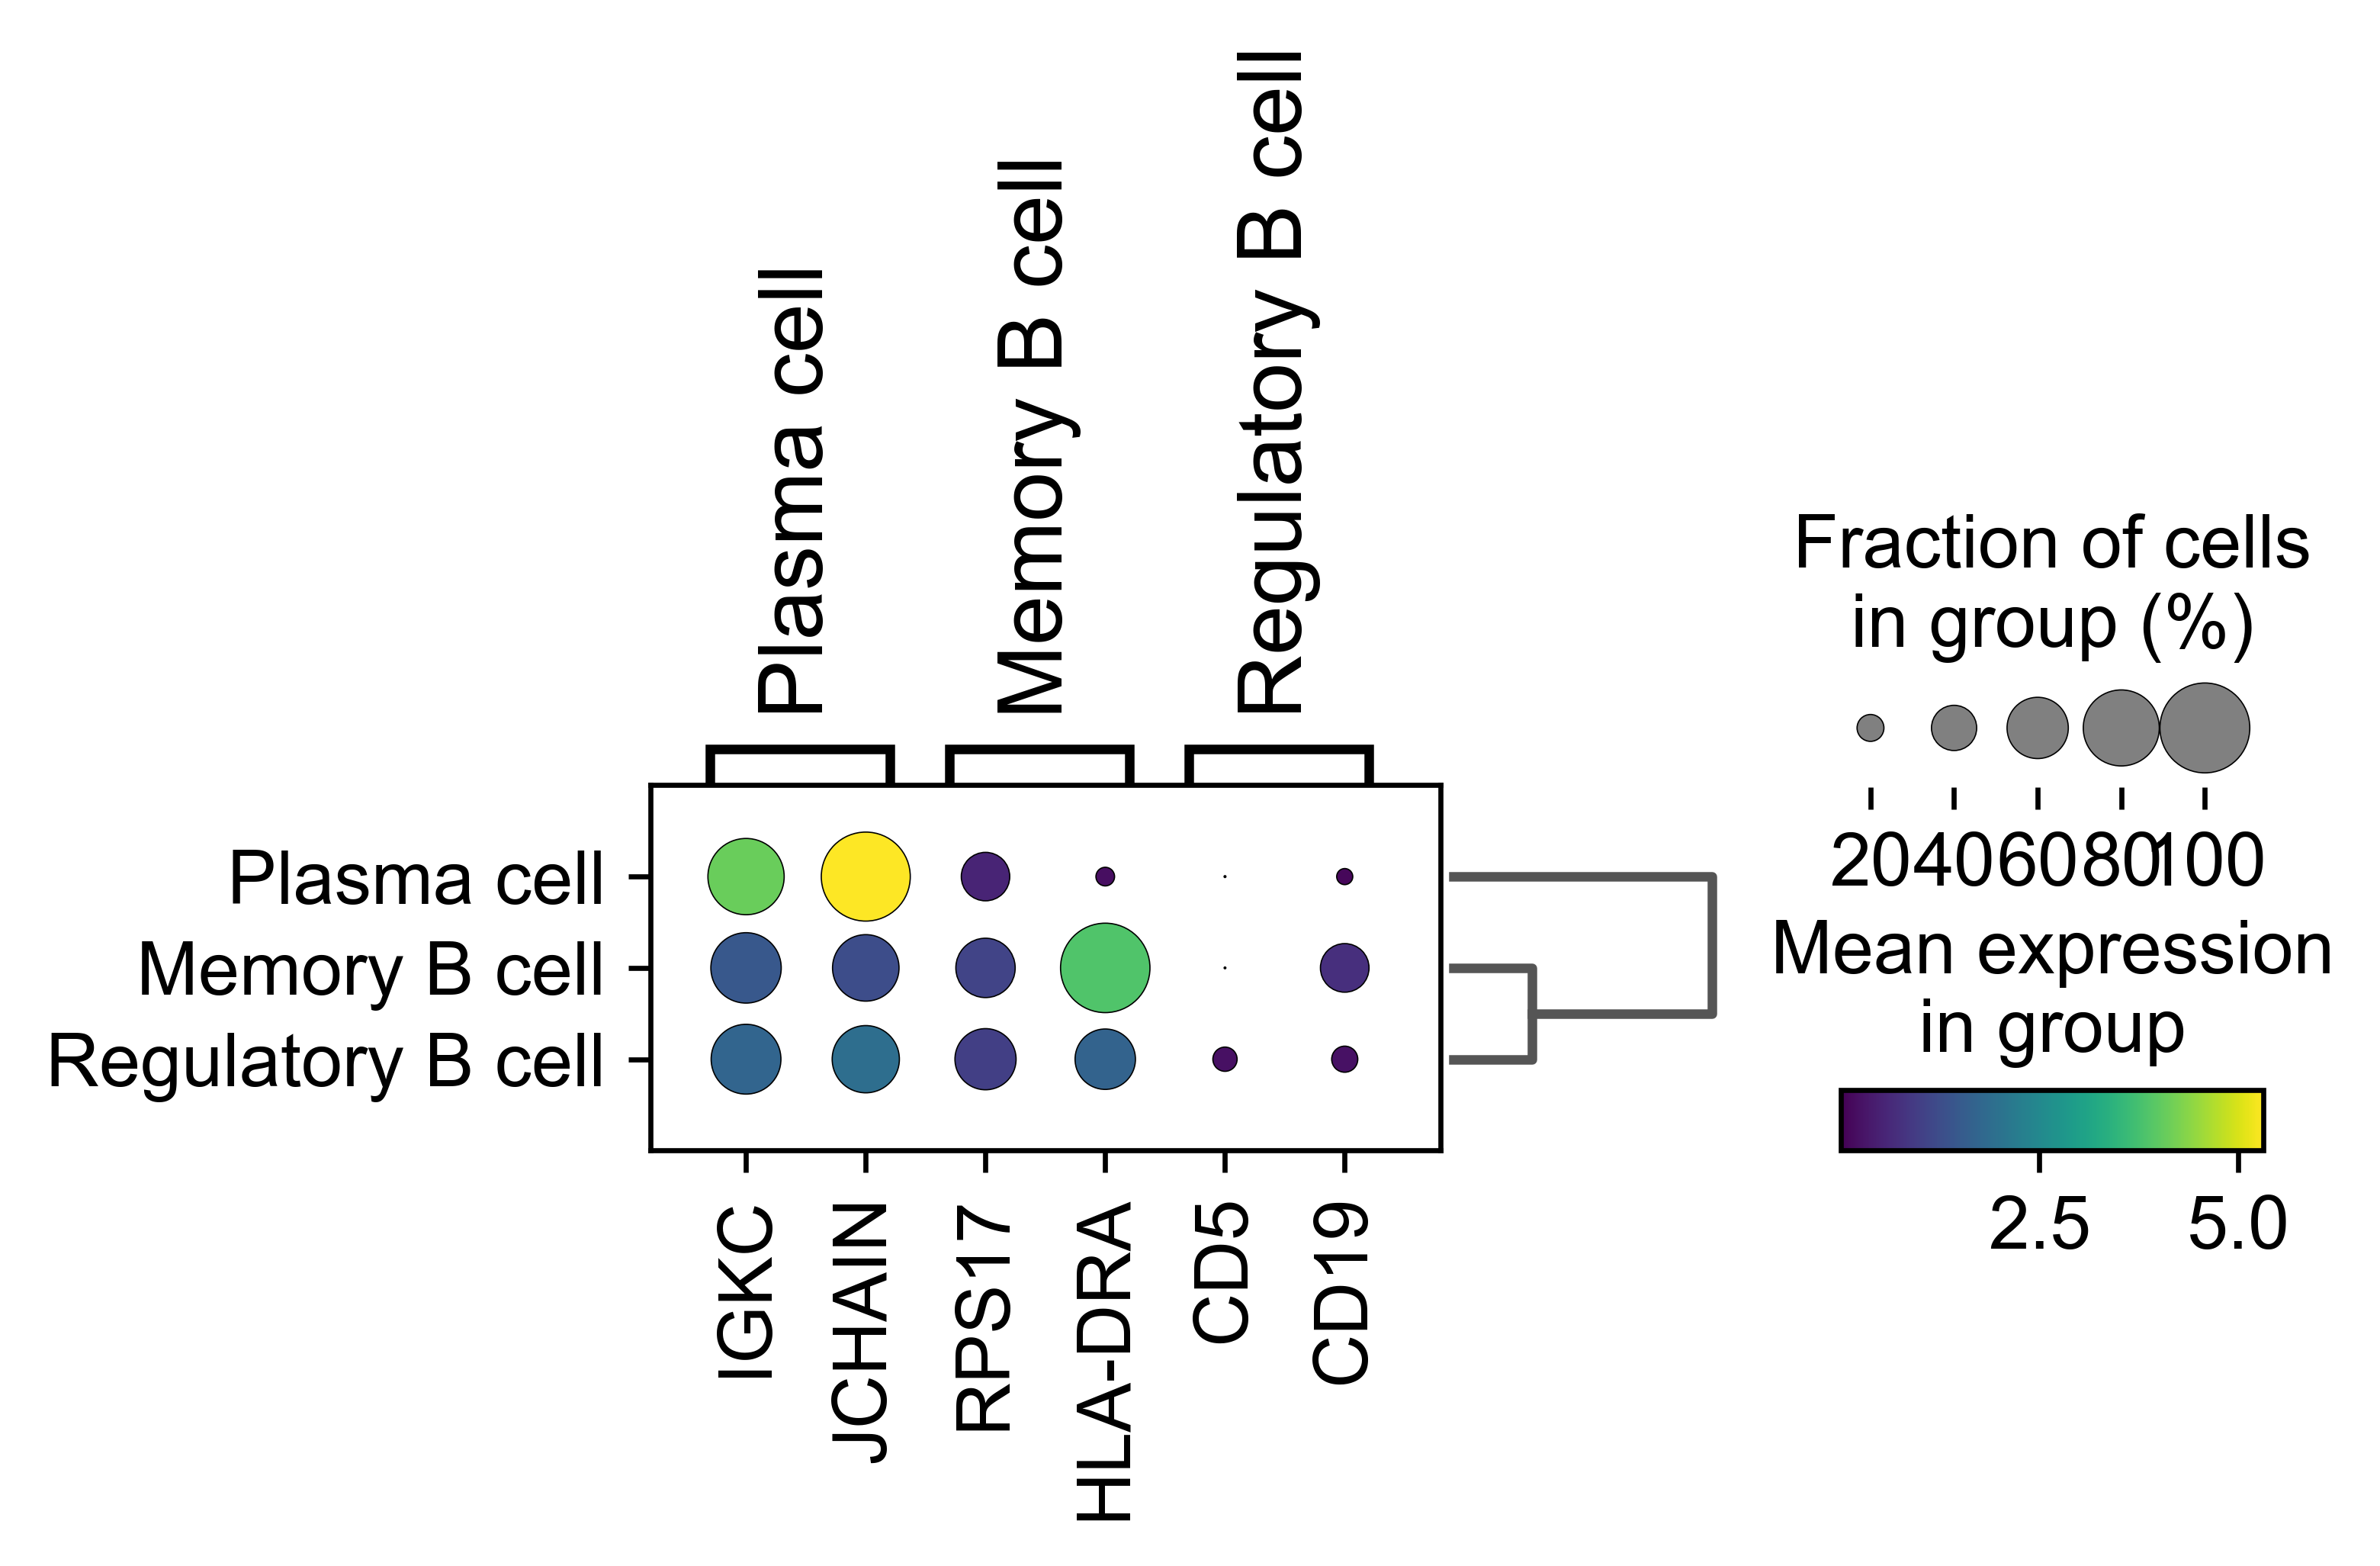 Plasma cell
Memory B cell
Regulatory B cell
Plasma cell
Memory B cell
Regulatory B cell
IGKC
JCHAIN
RPS17
HLA-DRA
CD5
CD19
Fraction of cells
in group (%)
20 40 60 80 100
Mean expression
in group
2.5 5.0